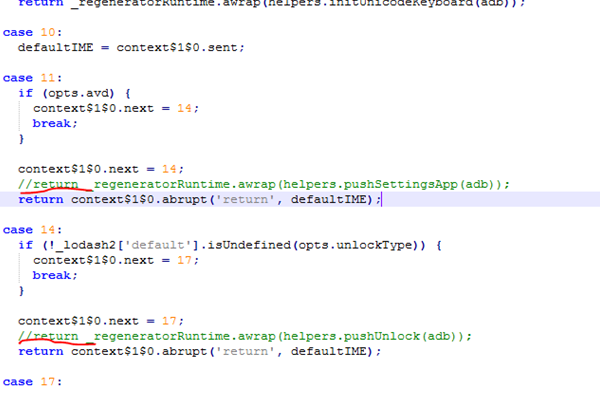 return _regeneratorRuntime.awrap(helpers.initUnicodeKeyboard(adb));
case 10:
defaultIME = context$1$0.sent;
case 11:
if (opts.avd) {
context$1$0.next = 14;
break;
}
context$1$0.next = 14;
//return _regeneratorRuntime.awrap(helpers.pushSettingsApp(adb));
return context$1$0.abrupt('return', defaultIME);
case 14:
if (!_lodash2['default'].isUndefined(opts.unlockType)) {
context$1$0.next = 17;
break;
}
context$1$0.next = 17;
//return _regeneratorRuntime.awrap(helpers.pushUnlock(adb));
return context$1$0.abrupt('return', defaultIME);
case 17: